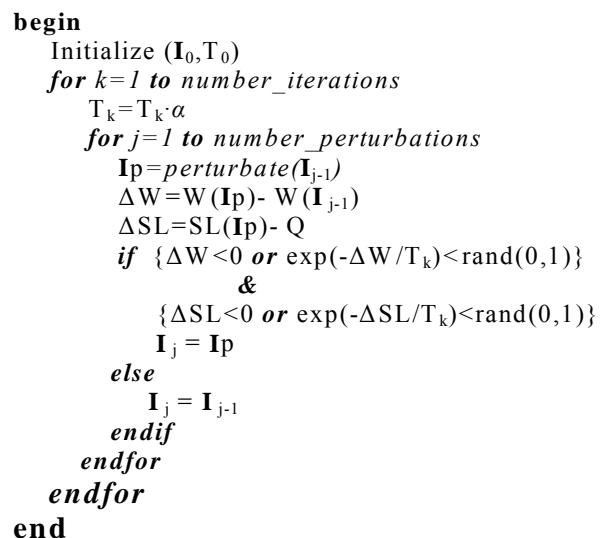 begin
Initialize (I₀,T₀)
for k=1 to number_iterations
Tₖ=Tₖ·α
for j=1 to number_perturbations
Ip=perturbate(Iⱼ₋₁)
ΔW=W(Ip)- W(I ⱼ₋₁)
ΔSL=SL(Ip)- Q
if {ΔW<0 or exp(-ΔW/Tₖ)<rand(0,1)}
&
{ΔSL<0 or exp(-ΔSL/Tₖ)<rand(0,1)}
I ⱼ = Ip
else
I ⱼ = I ⱼ₋₁
endif
endfor
endfor
end